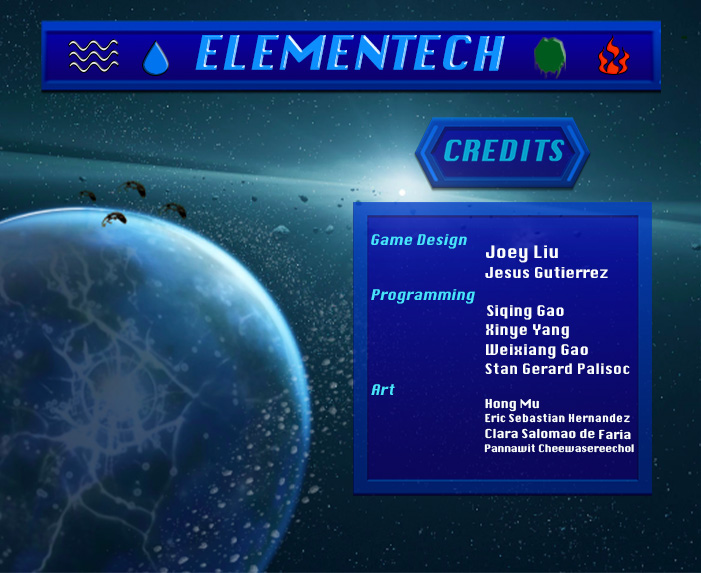 ELEMENTECH
CREDITS
Game Design
Joey Liu
Jesus Gutierrez
Programming
Siqing Gao
Xinye Yang
Weixiang Gao
Stan Gerard Palisoc
Art
Hong Mu
Eric Sebastian Hernandez
Clara Salomao de Faria
Pannawit Cheewasereechol